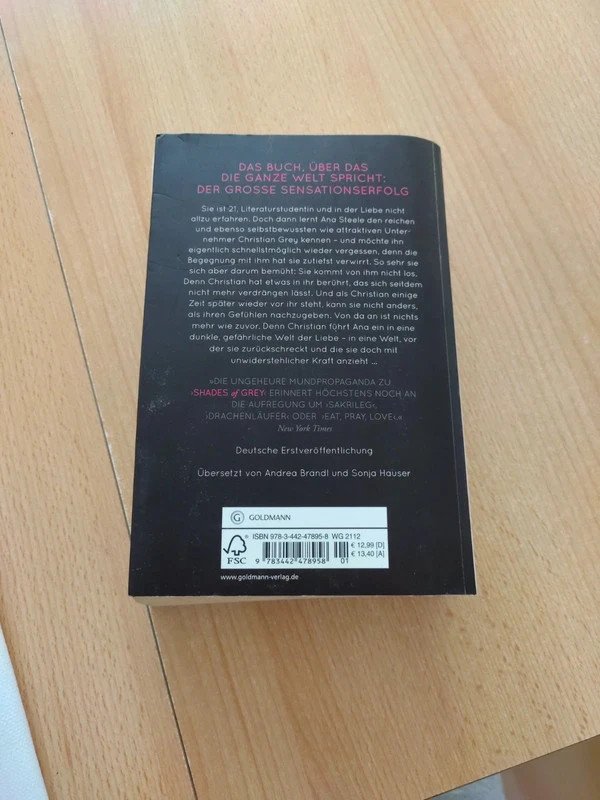 DAS BUCH, ÜBER DAS
DIE GANZE WELT SPRICHT:
DER GROSSE SENSATIONSERFOLG
Sie ist 21, Literaturstudentin und in der Liebe nicht
allzu erfahren. Doch dann lernt Ana Steele den reichen
und ebenso selbstbewussten wie attraktiven Unter-
nehmer Christian Grey kennen – und möchte ihn
eigentlich schnellstmöglich wieder vergessen, denn die
Begegnung mit ihm hat sie zutiefst verwirrt. So sehr sie
sich aber darum bemüht: Sie kommt von ihm nicht los.
Denn Christian hat etwas in ihr berührt, das sich seitdem
nicht mehr verdrängen lässt. Und als Christian einige
Zeit später wieder vor ihr steht, kann sie nicht anders,
als ihren Gefühlen nachzugeben. Von da an ist nichts
mehr wie zuvor. Denn Christian führt Ana ein in eine
dunkle, gefährliche Welt der Liebe – in eine Welt, vor
der sie zurückschreckt und die sie doch mit
unwiderstehlicher Kraft anzieht ...
»DIE UNGEHEURE MUNDPROPAGANDA ZU
›SHADES of GREY‹ ERINNERT HÖCHSTENS NOCH AN
DIE AUFREGUNG UM ›SAKRILEG‹,
›DRACHENLÄUFER‹ ODER ›EAT, PRAY, LOVE‹.«
New York Times
Deutsche Erstveröffentlichung
Übersetzt von Andrea Brandl und Sonja Hauser
G GOLDMANN
ISBN 978-3-442-47895-8 WG 2112
€ 12,99 [D]
€ 13,40 [A]
FSC
9 783442 478958 01
www.goldmann-verlag.de